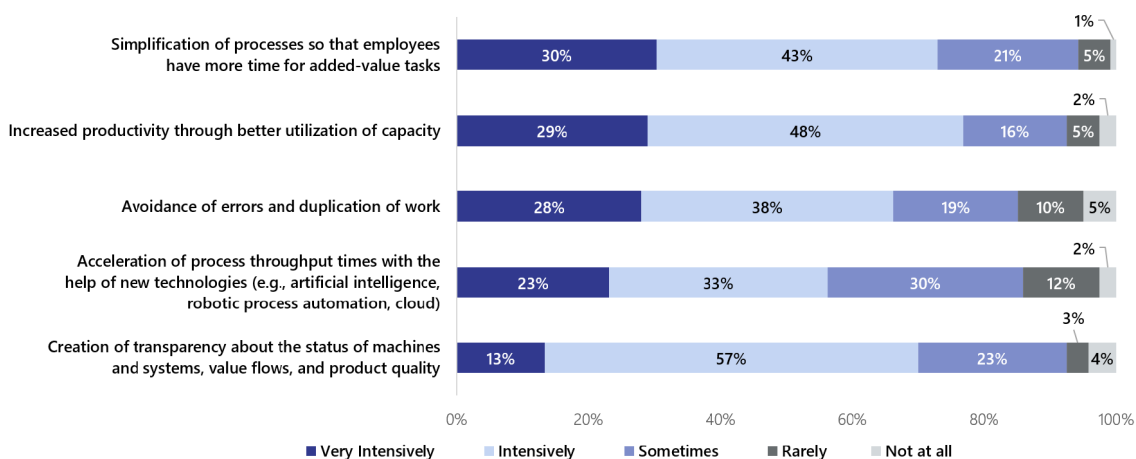 1%
Simplification of processes so that employees
have more time for added-value tasks
30% 43% 21% 5%
2%
Increased productivity through better utilization of capacity
29% 48% 16% 5%
Avoidance of errors and duplication of work
28% 38% 19% 10% 5%
Acceleration of process throughput times with the
help of new technologies (e.g., artificial intelligence,
robotic process automation, cloud)
2%
23% 33% 30% 12%
3%
Creation of transparency about the status of machines
and systems, value flows, and product quality
13% 57% 23% 4%
0% 20% 40% 60% 80% 100%
Very Intensively Intensively Sometimes Rarely Not at all